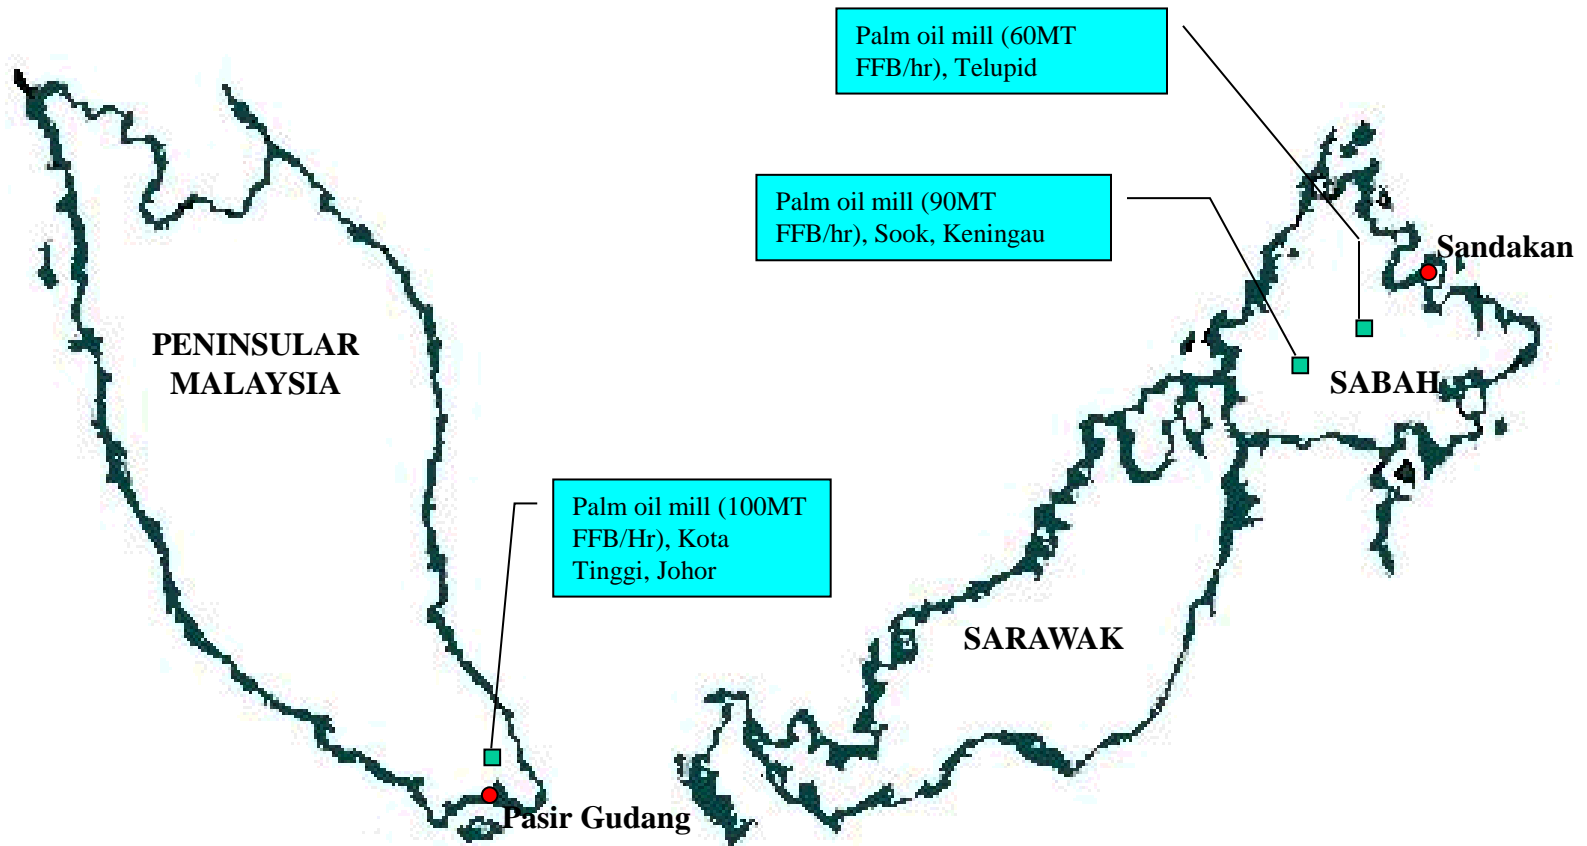 Palm oil mill (60MT
FFB/hr), Telupid
Palm oil mill (90MT
FFB/hr), Sook, Keningau
Sandakan
PENINSULAR
MALAYSIA
SABAH
Palm oil mill (100MT
FFB/Hr), Kota
Tinggi, Johor
SARAWAK
Pasir Gudang